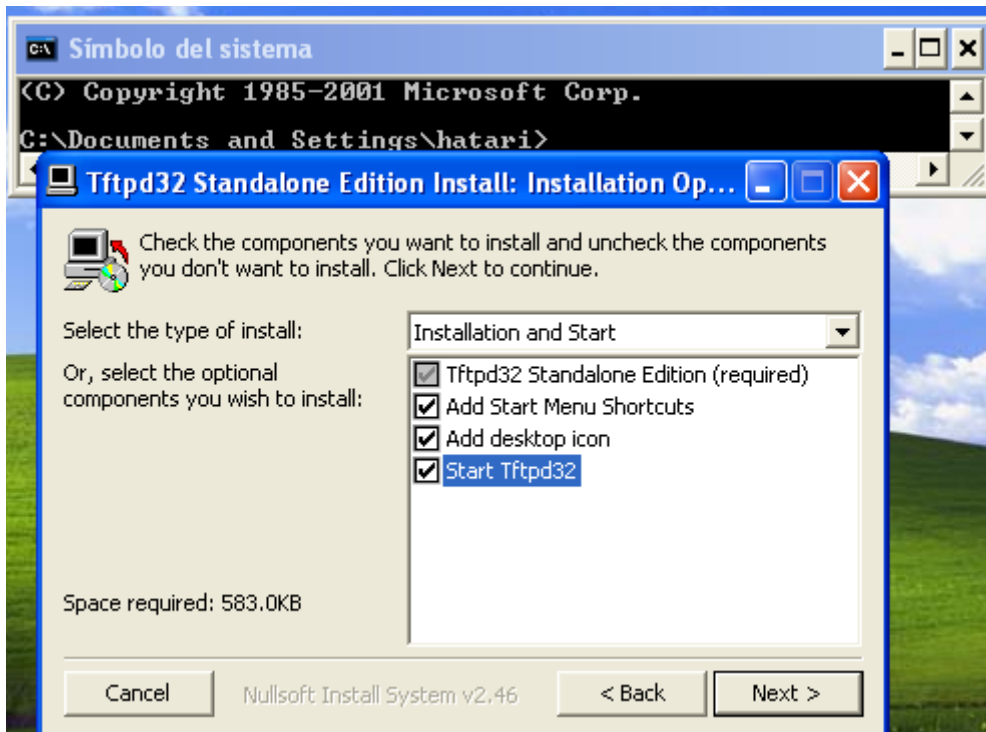 Símbolo del sistema
(C) Copyright 1985-2001 Microsoft Corp.
C:\Documents and Settings\hatari>
Tftpd32 Standalone Edition Install: Installation Op...
Check the components you want to install and uncheck the components
you don't want to install. Click Next to continue.
Select the type of install:
Installation and Start
Or, select the optional
components you wish to install:
Tftpd32 Standalone Edition (required)
Add Start Menu Shortcuts
Add desktop icon
Start Tftpd32
Space required: 583.0KB
Cancel
Nullsoft Install System v2.46
< Back
Next >